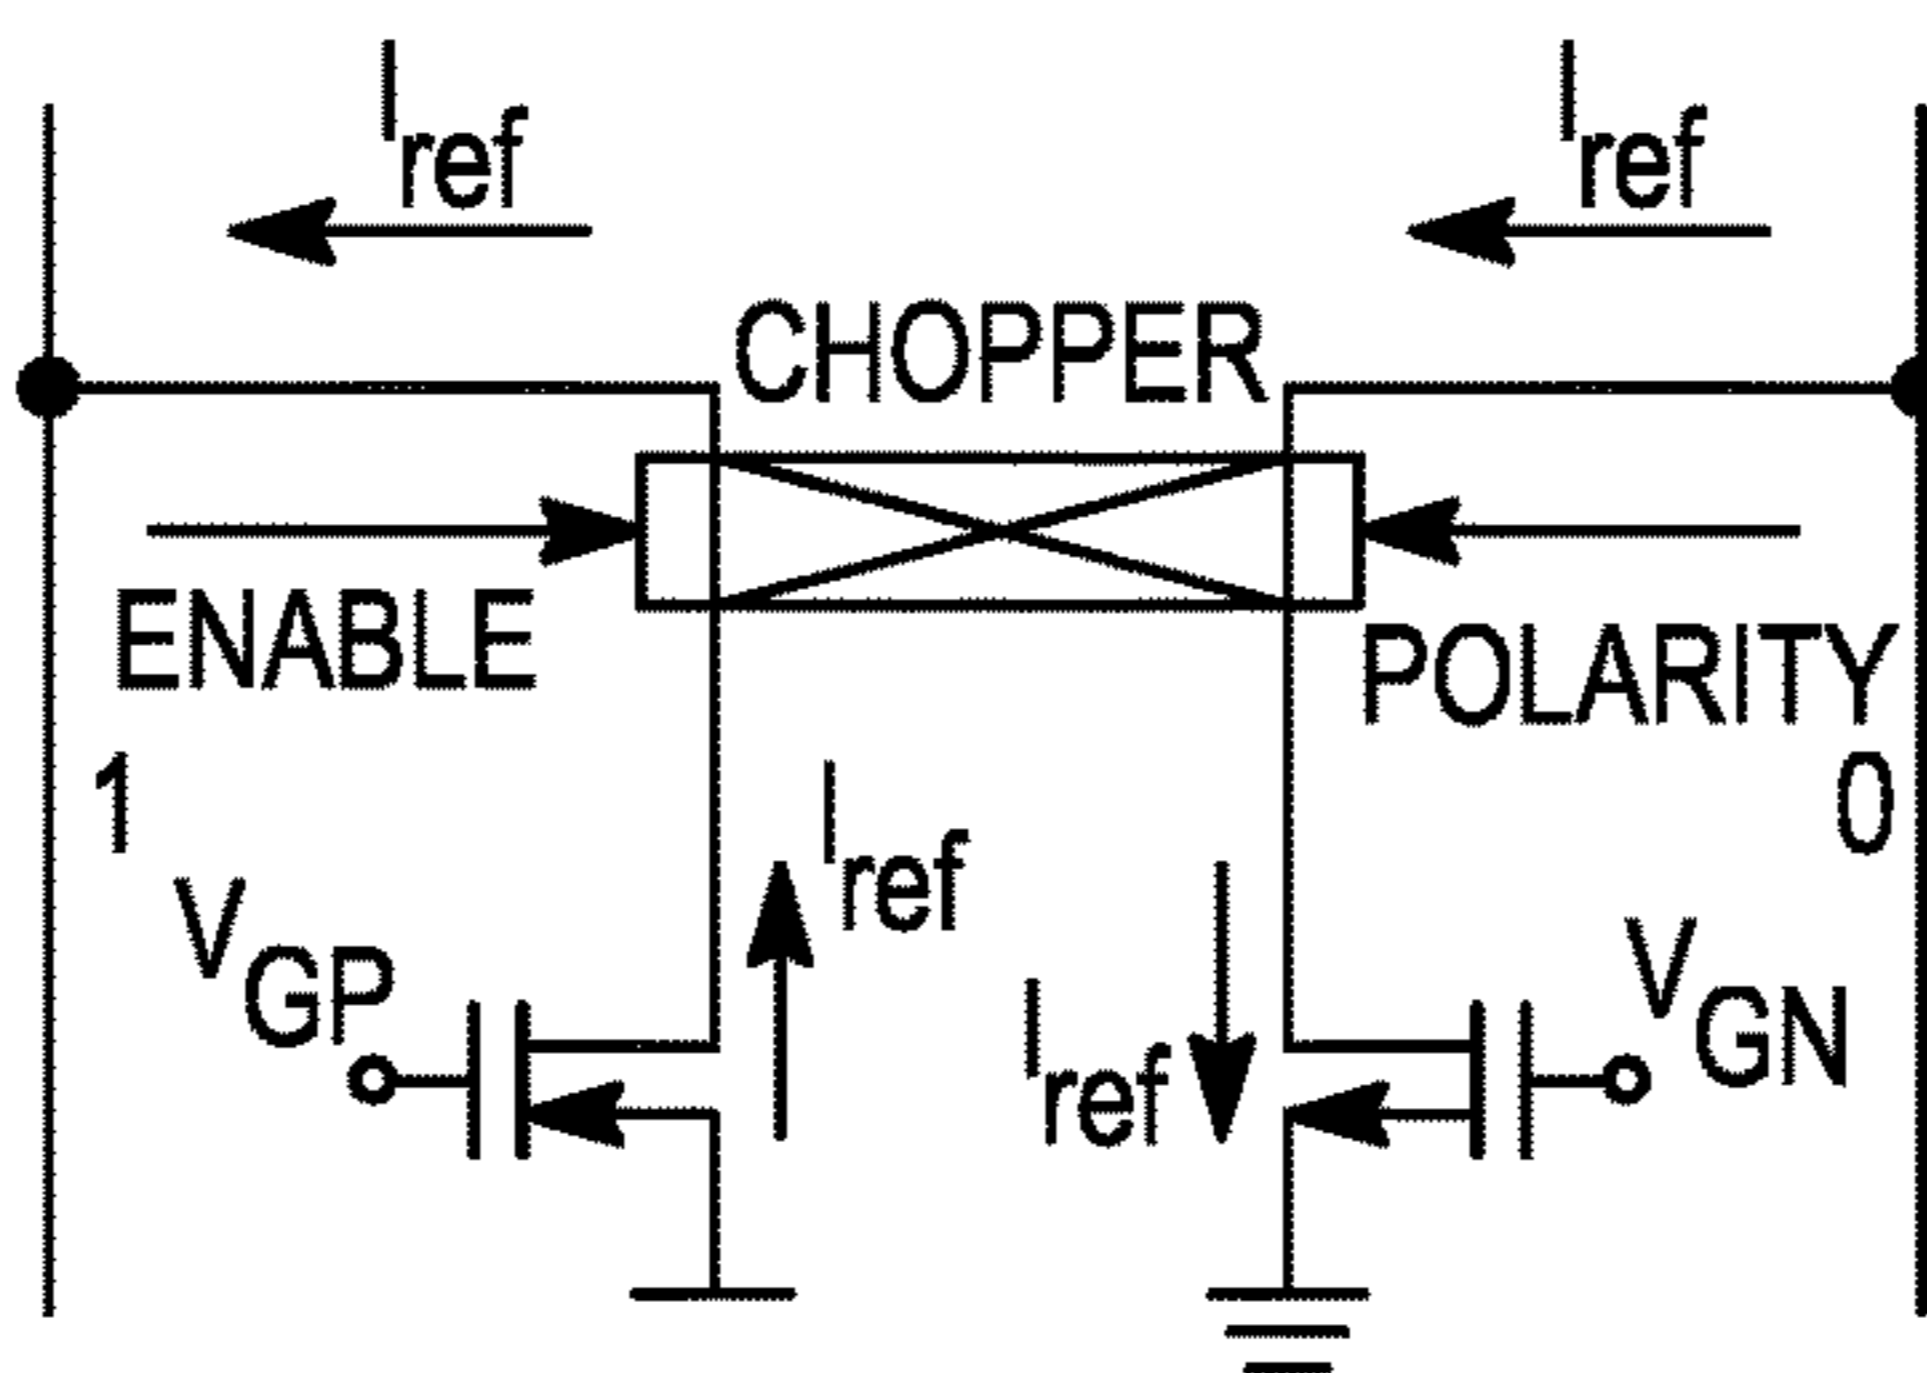 Iref
Iref
CHOPPER
ENABLE
POLARITY
1
0
Iref
VGP
VGN
Iref